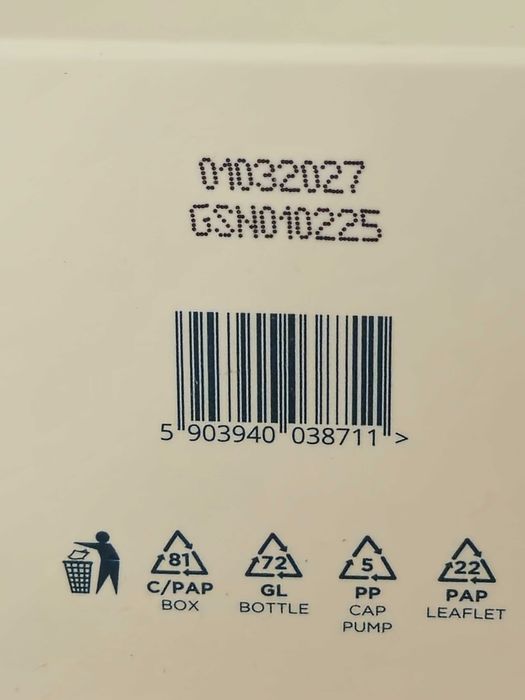 01032027
GSN010225
5 903940 038711 >
81 72 5 22
C/PAP GL PP PAP
BOX BOTTLE CAP LEAFLET
PUMP